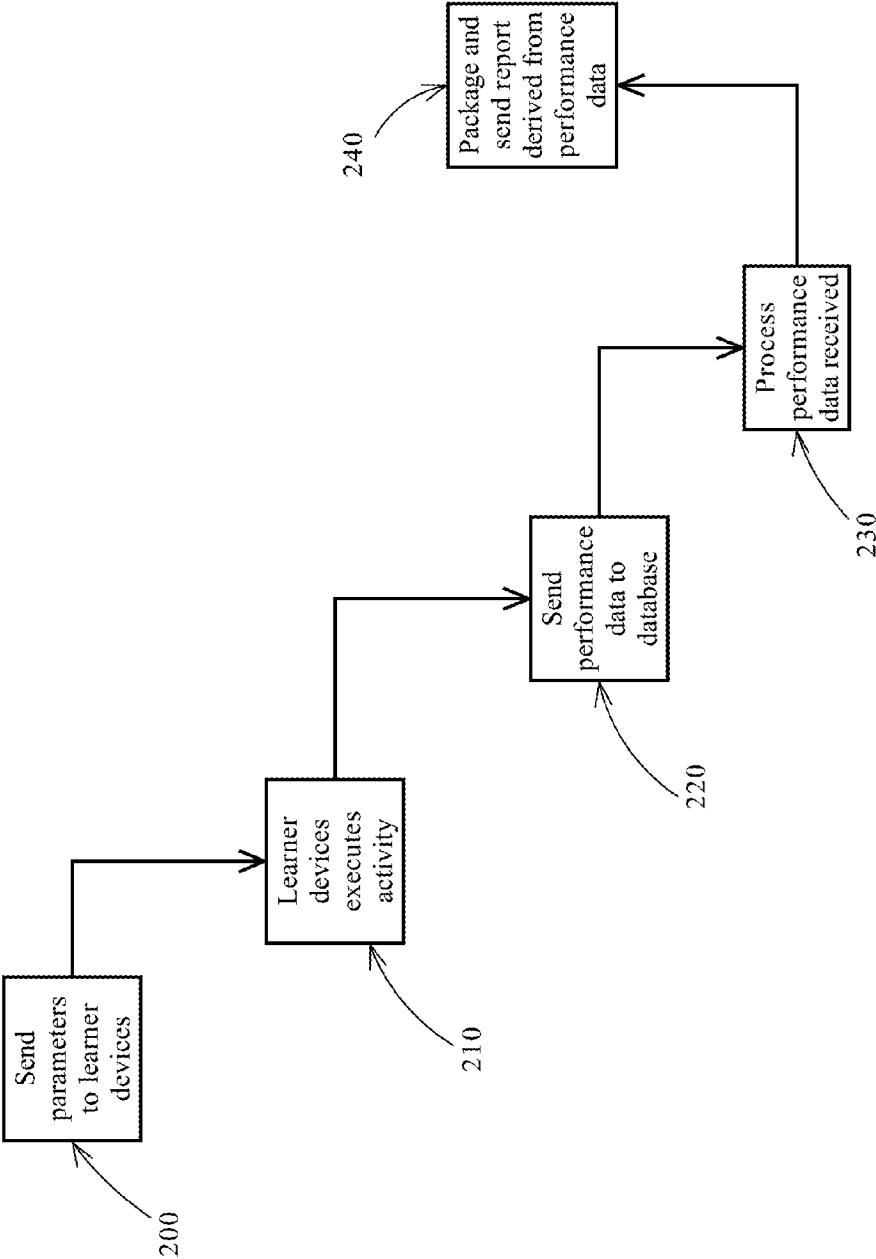 200
Send
parameters
to learner
devices
210
Learner
devices
executes
activity
220
Send
performance
data to
database
230
Process
performance
data received
240
Package and
send report
derived from
performance
data